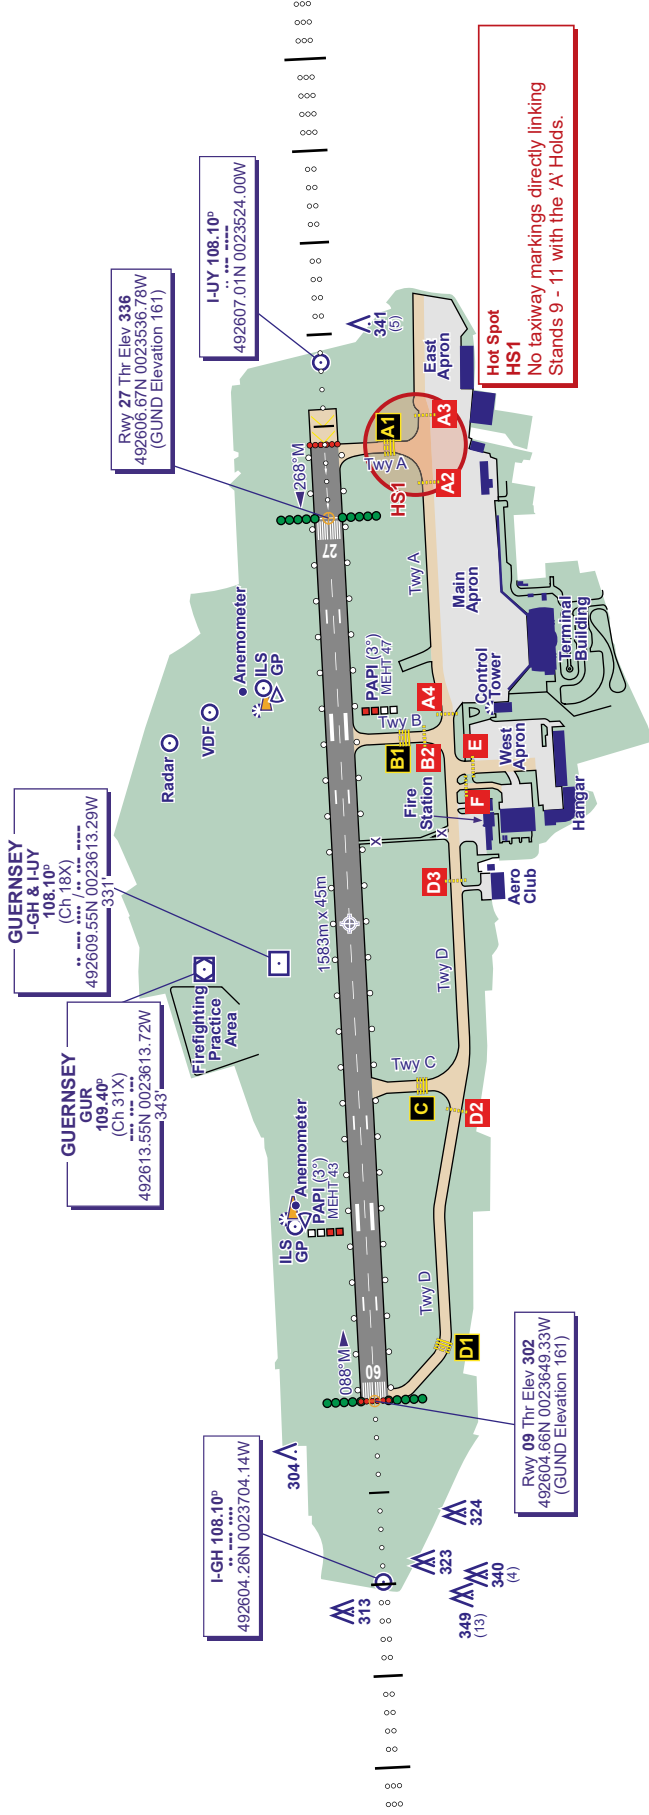 GUERNSEY
I-GH & I-UY
108.10ᴰ
(Ch 18X)
492609.55N 0023613.29W
331'
GUERNSEY
GUR
109.40ᴰ
(Ch 31X)
492613.55N 0023613.72W
343'
Rwy 27 Thr Elev 336
492606.67N 0023536.78W
(GUND Elevation 161)
I-UY 108.10ᴰ
492607.01N 0023524.00W
I-GH 108.10ᴰ
492604.26N 0023704.14W
Rwy 09 Thr Elev 302
492604.66N 0023649.33W
(GUND Elevation 161)
Hot Spot
HS1
No taxiway markings directly linking
Stands 9 - 11 with the 'A' Holds.
Radar
VDF
Anemometer
ILS
GP
Firefighting
Practice
Area
ILS
GP
Anemometer
PAPI (3°)
MEHT 43
088°M
268°M
09
27
1583m x 45m
PAPI (3°)
MEHT 47
Twy A
Twy A
Twy B
Twy C
Twy D
Twy D
HS1
A1
A2
A3
A4
B1
B2
C
D1
D2
D3
E
F
X
X
East
Apron
Main
Apron
West
Apron
Control
Tower
Terminal
Building
Fire
Station
Hangar
Aero
Club
304
313
323
324
340
(4)
349
(13)
341
(5)